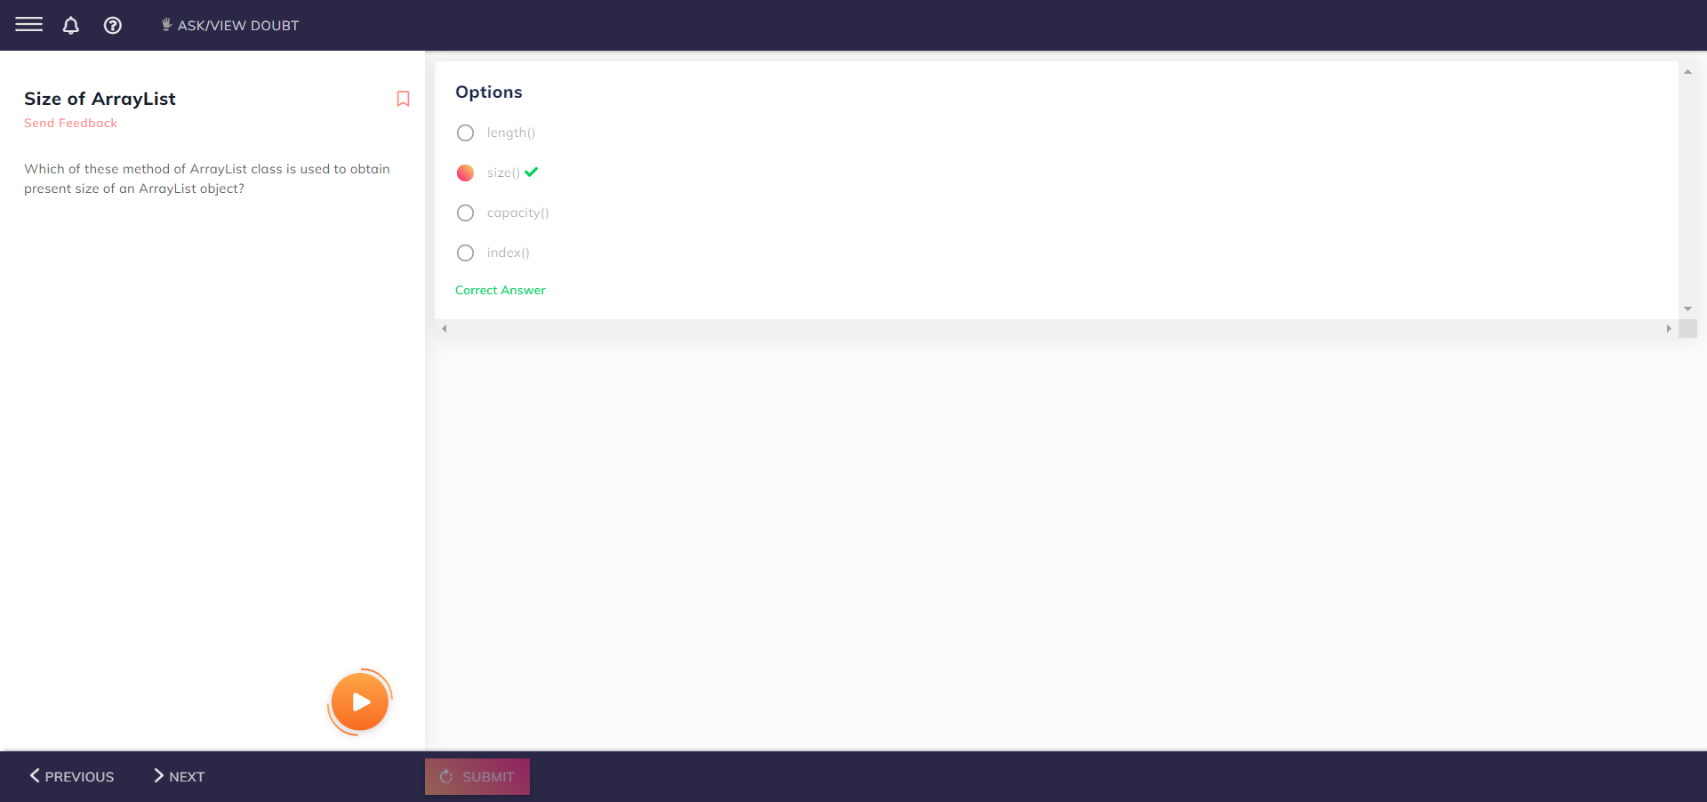 ASK/VIEW DOUBT
Size of ArrayList
Send Feedback
Which of these method of ArrayList class is used to obtain
present size of an ArrayList object?
Options
length()
size()
capacity()
index()
Correct Answer
PREVIOUS
NEXT
SUBMIT